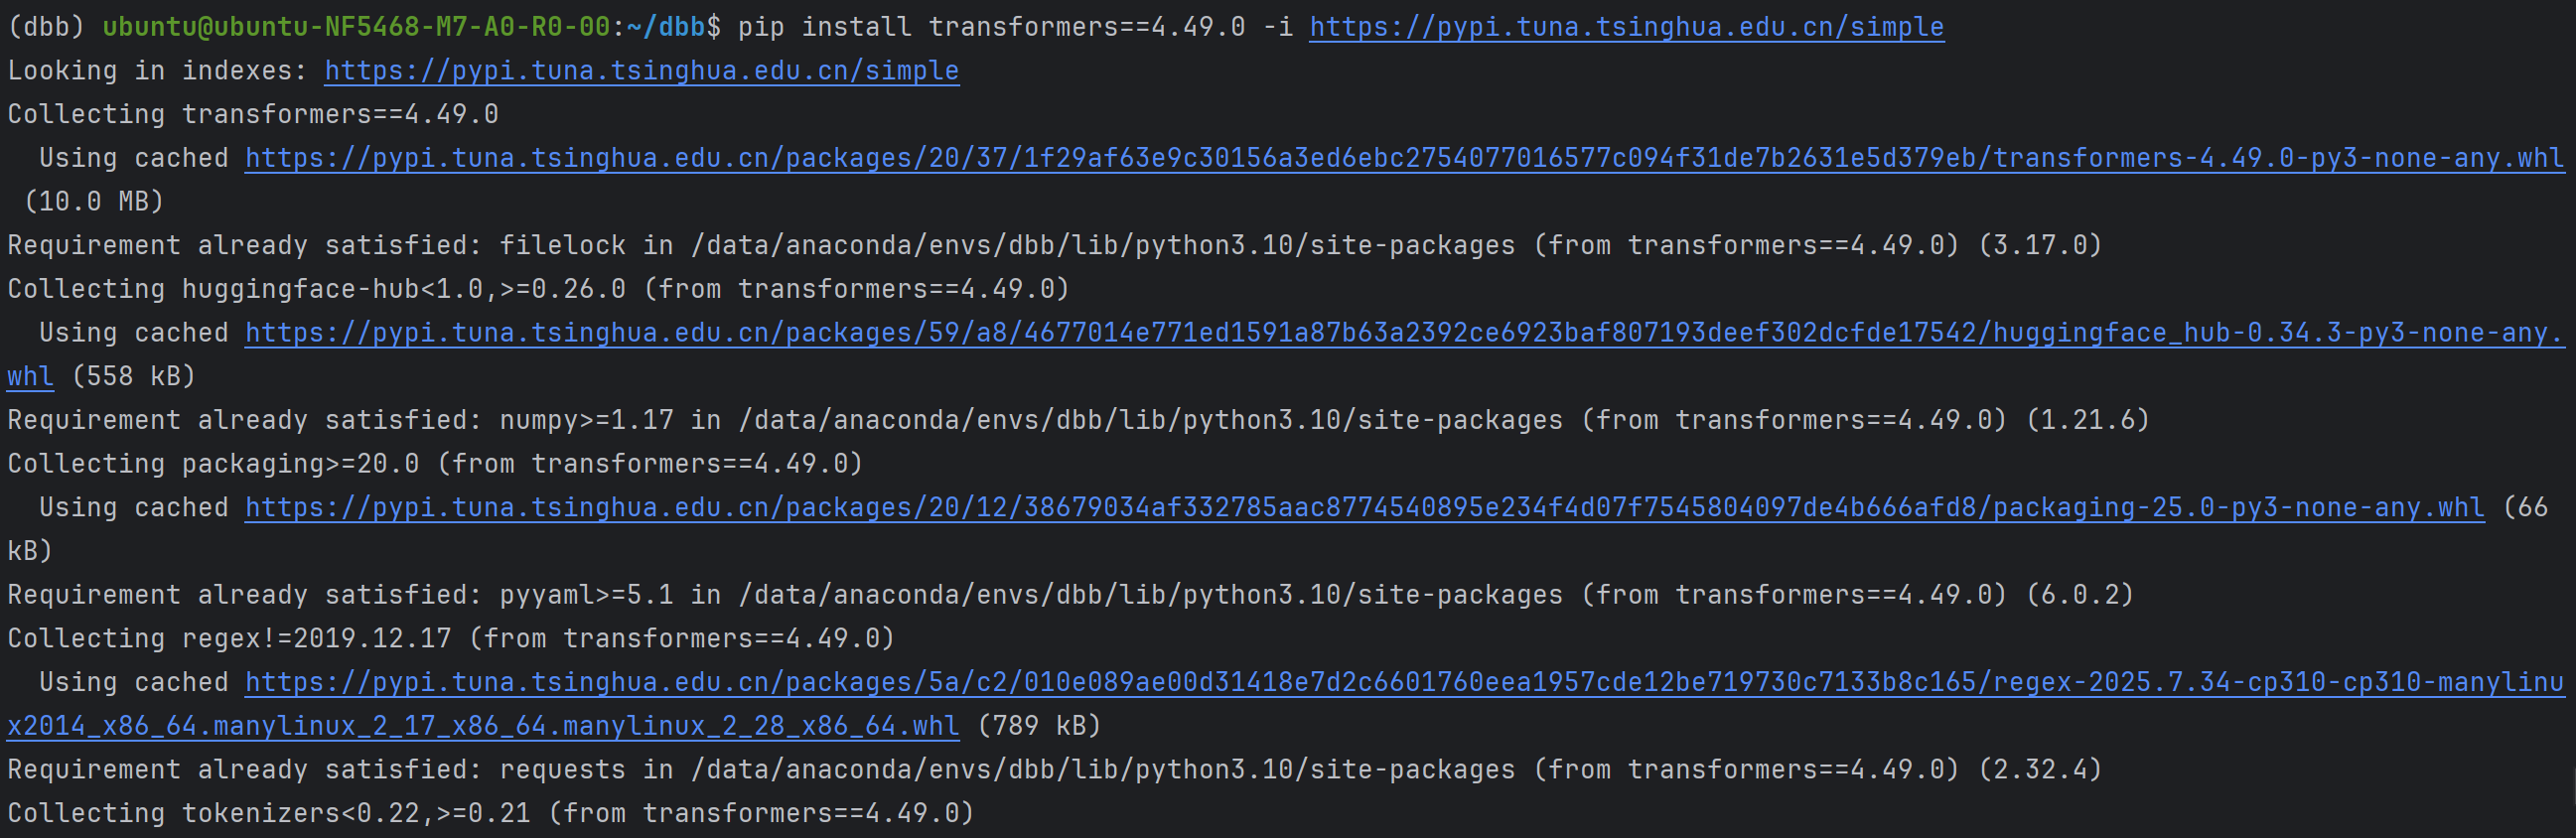 (dbb) ubuntu@ubuntu-NF5468-M7-A0-R0-00:~/dbb$ pip install transformers==4.49.0 -i https://pypi.tuna.tsinghua.edu.cn/simple
Looking in indexes: https://pypi.tuna.tsinghua.edu.cn/simple
Collecting transformers==4.49.0
  Using cached https://pypi.tuna.tsinghua.edu.cn/packages/20/37/1f29af63e9c30156a3ed6ebc2754077016577c094f31de7b2631e5d379eb/transformers-4.49.0-py3-none-any.whl
 (10.0 MB)
Requirement already satisfied: filelock in /data/anaconda/envs/dbb/lib/python3.10/site-packages (from transformers==4.49.0) (3.17.0)
Collecting huggingface-hub<1.0,>=0.26.0 (from transformers==4.49.0)
  Using cached https://pypi.tuna.tsinghua.edu.cn/packages/59/a8/4677014e771ed1591a87b63a2392ce6923baf807193deef302dcfde17542/huggingface_hub-0.34.3-py3-none-any.
whl (558 kB)
Requirement already satisfied: numpy>=1.17 in /data/anaconda/envs/dbb/lib/python3.10/site-packages (from transformers==4.49.0) (1.21.6)
Collecting packaging>=20.0 (from transformers==4.49.0)
  Using cached https://pypi.tuna.tsinghua.edu.cn/packages/20/12/38679034af332785aac8774540895e234f4d07f7545804097de4b666afd8/packaging-25.0-py3-none-any.whl (66
kB)
Requirement already satisfied: pyyaml>=5.1 in /data/anaconda/envs/dbb/lib/python3.10/site-packages (from transformers==4.49.0) (6.0.2)
Collecting regex!=2019.12.17 (from transformers==4.49.0)
  Using cached https://pypi.tuna.tsinghua.edu.cn/packages/5a/c2/010e089ae00d31418e7d2c6601760eea1957cde12be719730c7133b8c165/regex-2025.7.34-cp310-cp310-manylinu
x2014_x86_64.manylinux_2_17_x86_64.manylinux_2_28_x86_64.whl (789 kB)
Requirement already satisfied: requests in /data/anaconda/envs/dbb/lib/python3.10/site-packages (from transformers==4.49.0) (2.32.4)
Collecting tokenizers<0.22,>=0.21 (from transformers==4.49.0)